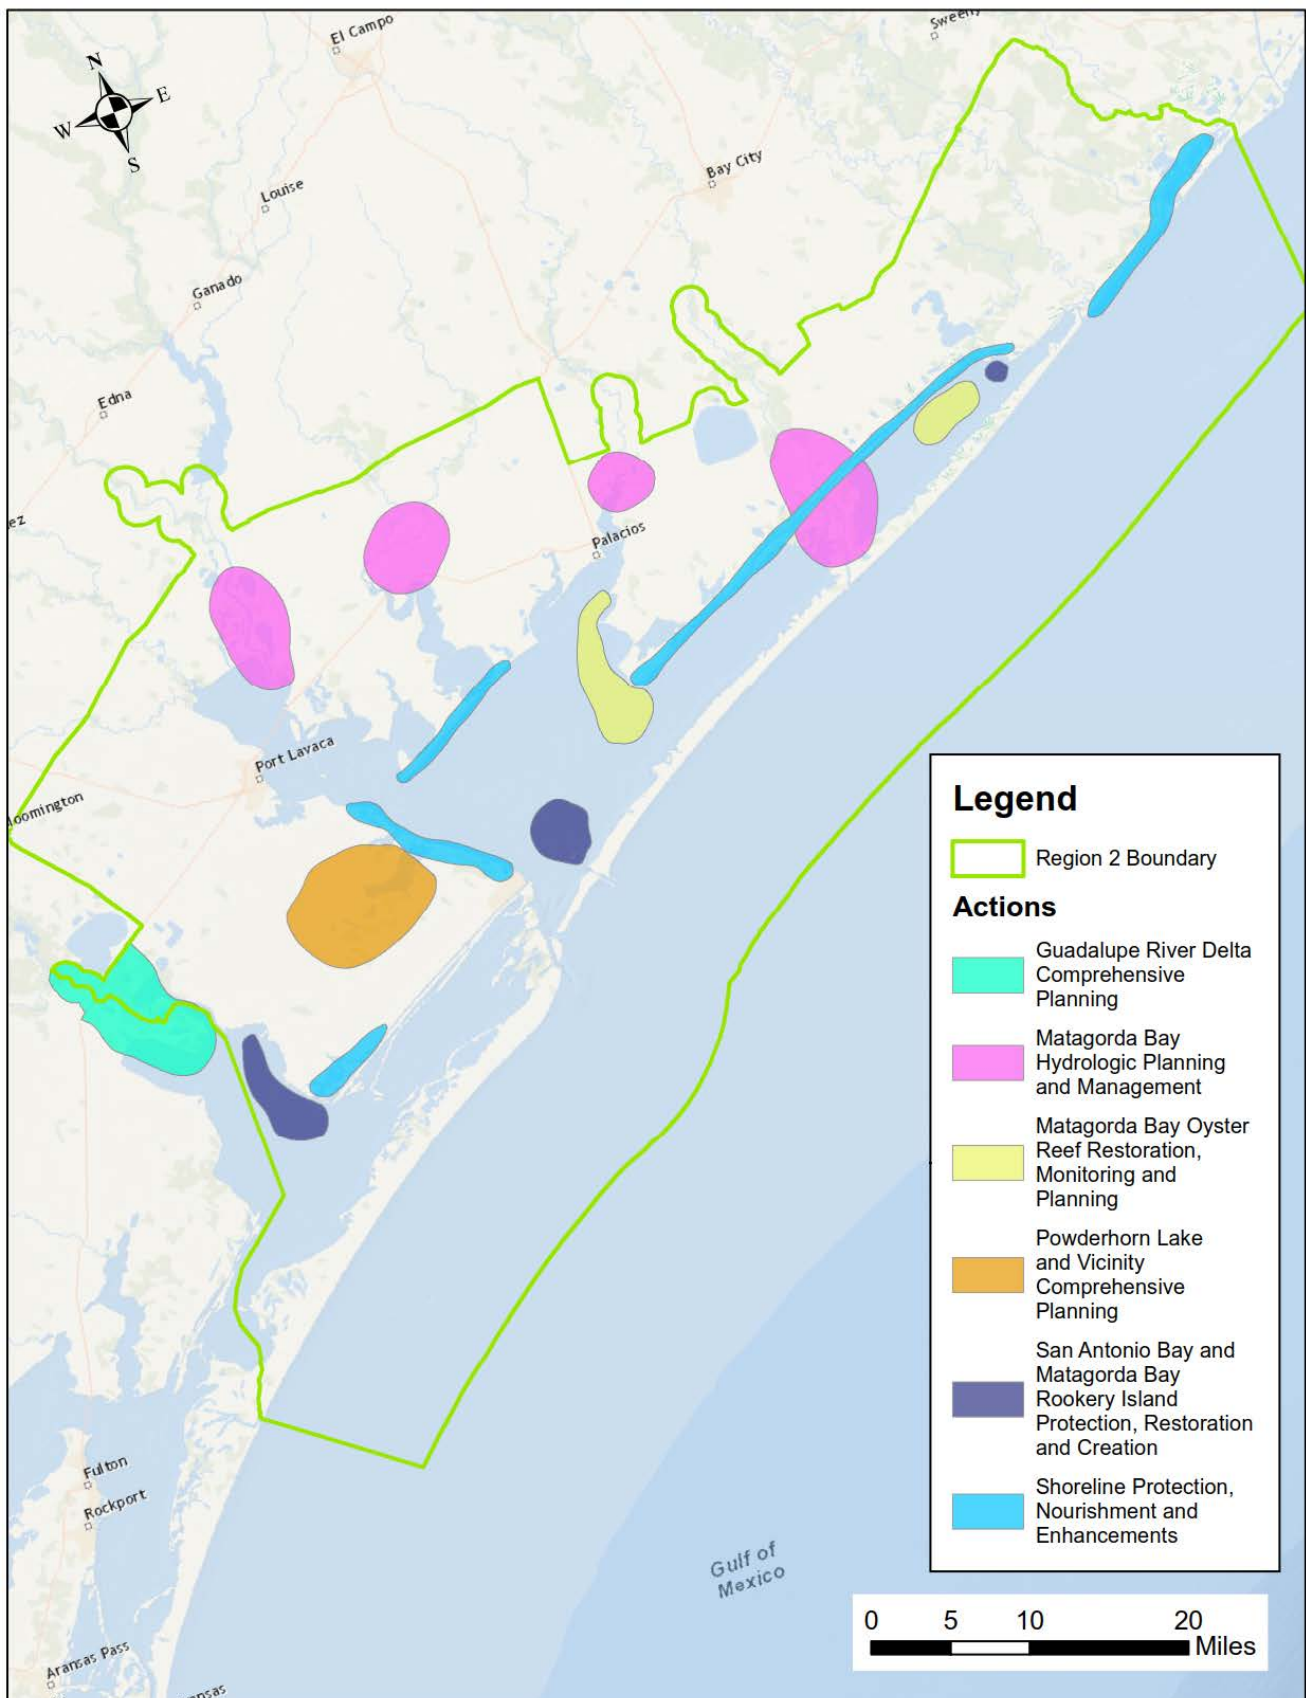 El Campo
Sweeny
N
E
W
S
Bay City
Louise
Ganado
Edna
ez
Palacios
Port Lavaca
loomington
Legend
Region 2 Boundary
Actions
Guadalupe River Delta
Comprehensive
Planning
Matagorda Bay
Hydrologic Planning
and Management
Matagorda Bay Oyster
Reef Restoration,
Monitoring and
Planning
Powderhorn Lake
and Vicinity
Comprehensive
Planning
San Antonio Bay and
Matagorda Bay
Rookery Island
Protection, Restoration
and Creation
Shoreline Protection,
Nourishment and
Enhancements
Fulton
Rockport
Gulf of
Mexico
0 5 10 20
Miles
Aransas Pass
nsas